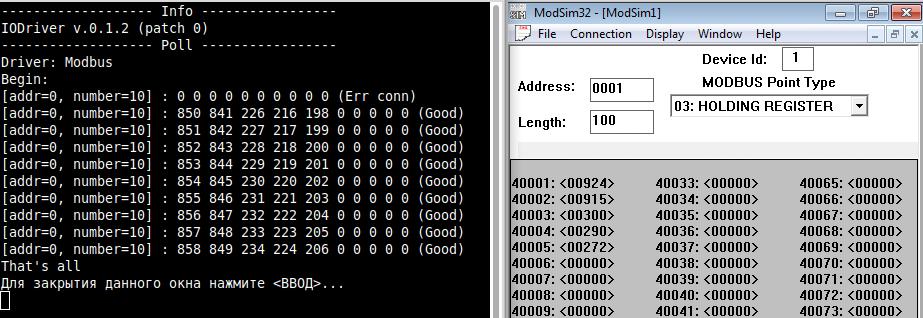 ------------------ Info -----------------
IODriver v.0.1.2 (patch 0)
------------------ Poll -----------------
Driver: Modbus
Begin:
[addr=0, number=10] : 0 0 0 0 0 0 0 0 0 0 (Err conn)
[addr=0, number=10] : 850 841 226 216 198 0 0 0 0 0 (Good)
[addr=0, number=10] : 851 842 227 217 199 0 0 0 0 0 (Good)
[addr=0, number=10] : 852 843 228 218 200 0 0 0 0 0 (Good)
[addr=0, number=10] : 853 844 229 219 201 0 0 0 0 0 (Good)
[addr=0, number=10] : 854 845 230 220 202 0 0 0 0 0 (Good)
[addr=0, number=10] : 855 846 231 221 203 0 0 0 0 0 (Good)
[addr=0, number=10] : 856 847 232 222 204 0 0 0 0 0 (Good)
[addr=0, number=10] : 857 848 233 223 205 0 0 0 0 0 (Good)
[addr=0, number=10] : 858 849 234 224 206 0 0 0 0 0 (Good)
That's all
Для закрытия данного окна нажмите <ВВОД>...
ModSim32 - [ModSim1]
File Connection Display Window Help
Device Id: 1
Address: 0001
MODBUS Point Type
03: HOLDING REGISTER
Length: 100
40001: <00924> 40033: <00000> 40065: <00000>
40002: <00915> 40034: <00000> 40066: <00000>
40003: <00300> 40035: <00000> 40067: <00000>
40004: <00290> 40036: <00000> 40068: <00000>
40005: <00272> 40037: <00000> 40069: <00000>
40006: <00000> 40038: <00000> 40070: <00000>
40007: <00000> 40039: <00000> 40071: <00000>
40008: <00000> 40040: <00000> 40072: <00000>
40009: <00000> 40041: <00000> 40073: <00000>